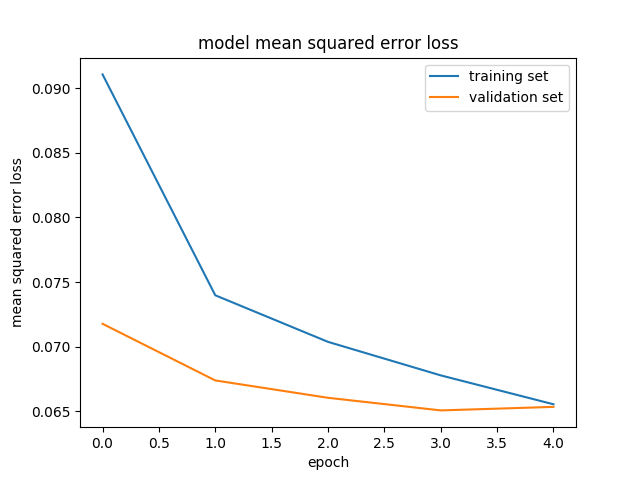 model mean squared error loss
training set
validation set
0.090
0.085
0.080
0.075
0.070
0.065
mean squared error loss
0.0 0.5 1.0 1.5 2.0 2.5 3.0 3.5 4.0
epoch